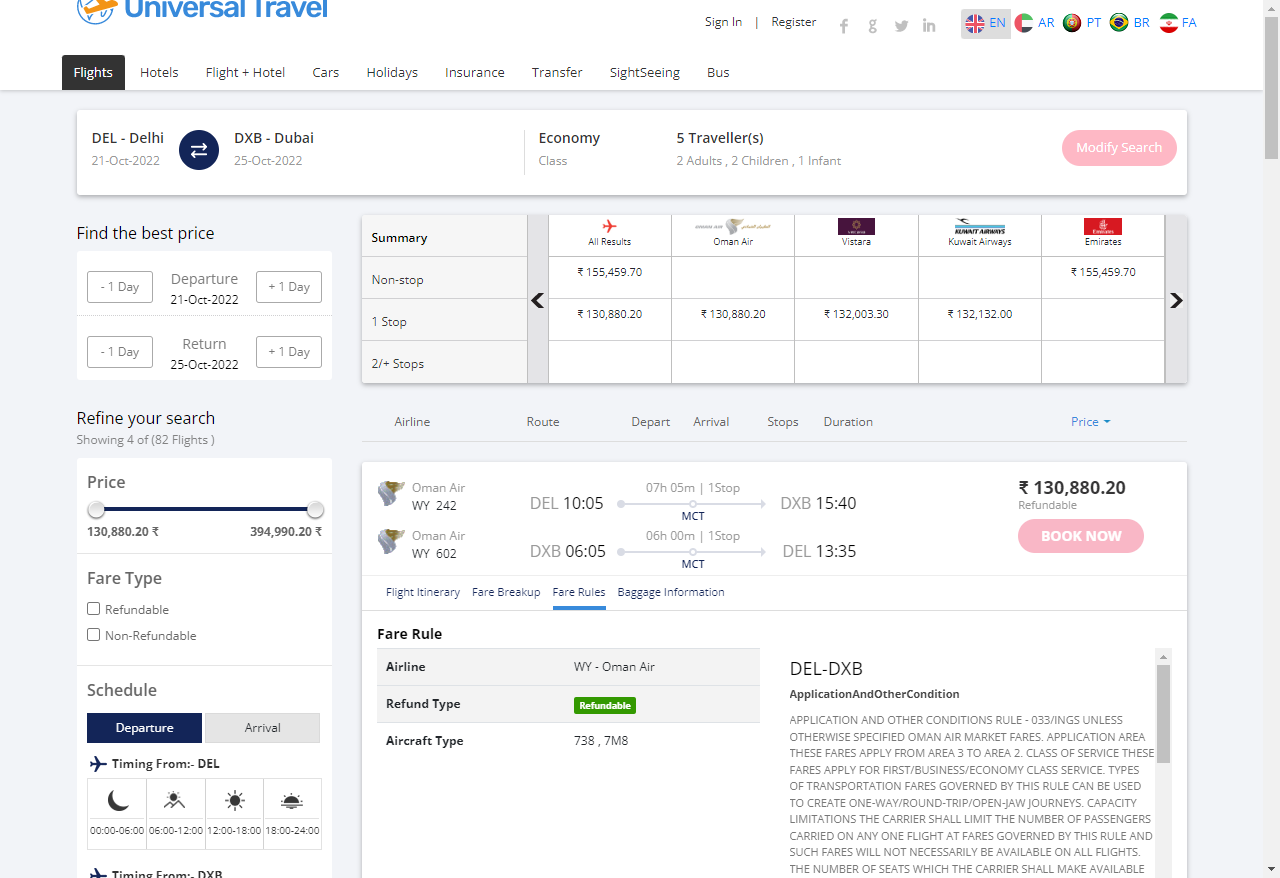 Universal Travel
Sign In | Register
EN AR PT BR FA
Flights Hotels Flight + Hotel Cars Holidays Insurance Transfer SightSeeing Bus
DEL - Delhi DXB - Dubai Economy 5 Traveller(s)
21-Oct-2022 25-Oct-2022 Class 2 Adults , 2 Children , 1 Infant
Modify Search
Find the best price
- 1 Day Departure + 1 Day
21-Oct-2022
- 1 Day Return + 1 Day
25-Oct-2022
Summary All Results Oman Air Vistara Kuwait Airways Emirates
Non-stop ₹ 155,459.70 ₹ 155,459.70
1 Stop ₹ 130,880.20 ₹ 130,880.20 ₹ 132,003.30 ₹ 132,132.00
2/+ Stops
Refine your search
Showing 4 of (82 Flights )
Price
130,880.20 ₹ 394,990.20 ₹
Fare Type
Refundable
Non-Refundable
Schedule
Departure Arrival
Timing From:- DEL
00:00-06:00 06:00-12:00 12:00-18:00 18:00-24:00
Timing From:- DXB
Airline Route Depart Arrival Stops Duration Price
Oman Air 07h 05m | 1Stop
WY 242 DEL 10:05 MCT DXB 15:40
Oman Air 06h 00m | 1Stop
WY 602 DXB 06:05 MCT DEL 13:35
₹ 130,880.20
Refundable
BOOK NOW
Flight Itinerary Fare Breakup Fare Rules Baggage Information
Fare Rule
Airline WY - Oman Air
Refund Type Refundable
Aircraft Type 738 , 7M8
DEL-DXB
ApplicationAndOtherCondition
APPLICATION AND OTHER CONDITIONS RULE - 033/INGS UNLESS
OTHERWISE SPECIFIED OMAN AIR MARKET FARES. APPLICATION AREA
THESE FARES APPLY FROM AREA 3 TO AREA 2. CLASS OF SERVICE THESE
FARES APPLY FOR FIRST/BUSINESS/ECONOMY CLASS SERVICE. TYPES
OF TRANSPORTATION FARES GOVERNED BY THIS RULE CAN BE USED
TO CREATE ONE-WAY/ROUND-TRIP/OPEN-JAW JOURNEYS. CAPACITY
LIMITATIONS THE CARRIER SHALL LIMIT THE NUMBER OF PASSENGERS
CARRIED ON ANY ONE FLIGHT AT FARES GOVERNED BY THIS RULE AND
SUCH FARES WILL NOT NECESSARILY BE AVAILABLE ON ALL FLIGHTS.
THE NUMBER OF SEATS WHICH THE CARRIER SHALL MAKE AVAILABLE